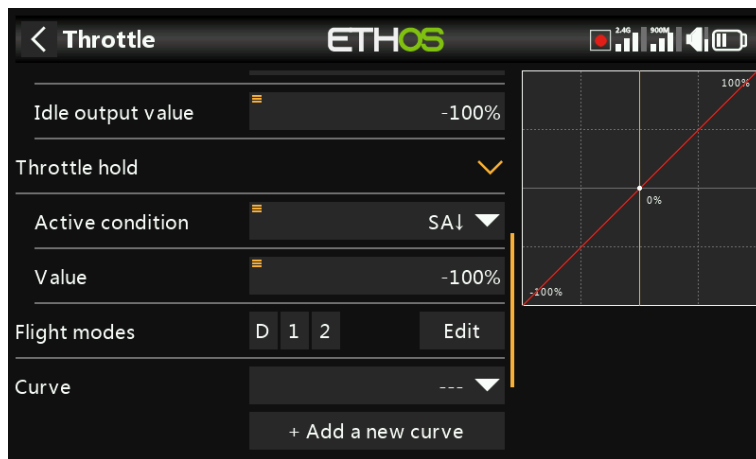 Throttle
ETHOS
2.4G
900M
Idle output value
-100%
Throttle hold
Active condition
SA↓
Value
-100%
Flight modes
D 1 2
Edit
Curve
---
+ Add a new curve
100%
0%
-100%